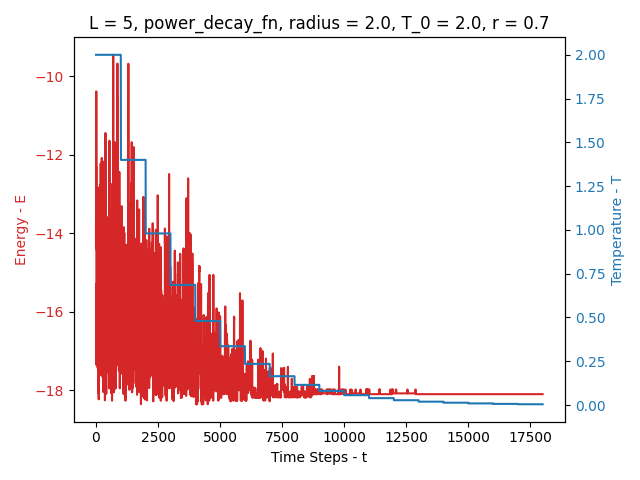 L = 5, power_decay_fn, radius = 2.0, T_0 = 2.0, r = 0.7
−10
−12
−14
−16
−18
Energy - E
2.00
1.75
1.50
1.25
1.00
0.75
0.50
0.25
0.00
Temperature - T
0 2500 5000 7500 10000 12500 15000 17500
Time Steps - t